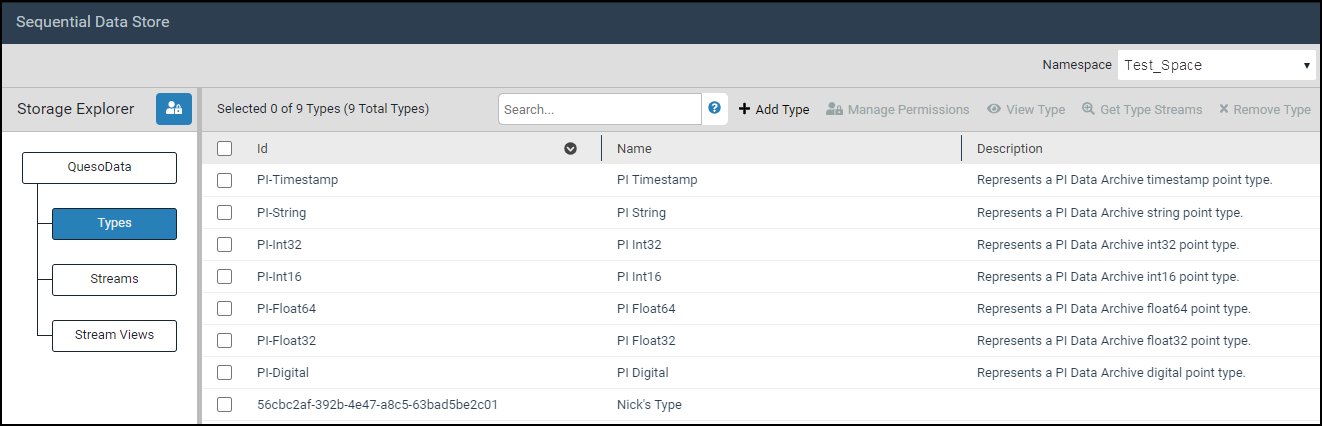 Sequential Data Store
Namespace Test_Space
Storage Explorer
Selected 0 of 9 Types (9 Total Types) Search... ? Add Type Manage Permissions View Type Get Type Streams Remove Type
QuesoData
Types
Streams
Stream Views
Id Name Description
PI-Timestamp PI Timestamp Represents a PI Data Archive timestamp point type.
PI-String PI String Represents a PI Data Archive string point type.
PI-Int32 PI Int32 Represents a PI Data Archive int32 point type.
PI-Int16 PI Int16 Represents a PI Data Archive int16 point type.
PI-Float64 PI Float64 Represents a PI Data Archive float64 point type.
PI-Float32 PI Float32 Represents a PI Data Archive float32 point type.
PI-Digital PI Digital Represents a PI Data Archive digital point type.
56cbc2af-392b-4e47-a8c5-63bad5be2c01 Nick's Type